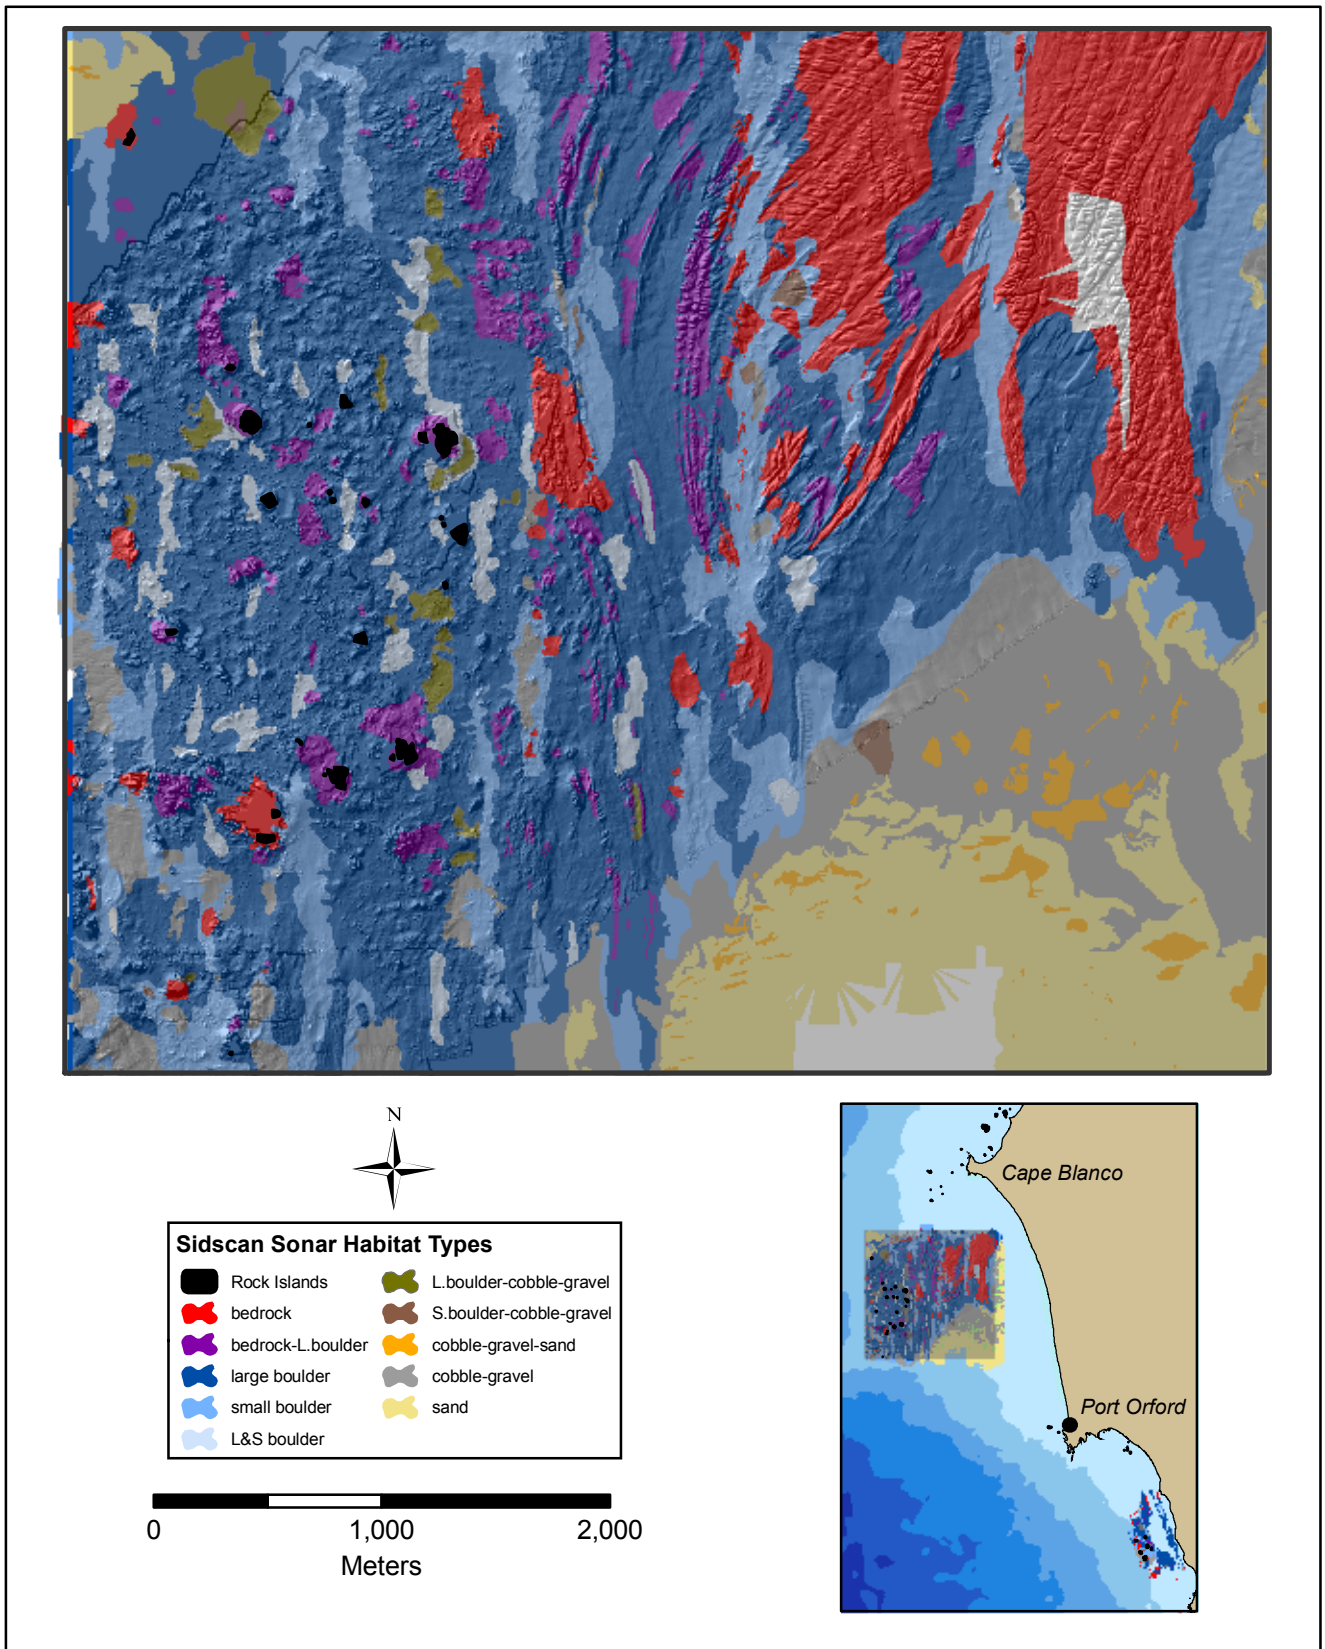 N
Sidscan Sonar Habitat Types
Rock Islands
bedrock
bedrock-L.boulder
large boulder
small boulder
L&S boulder
L.boulder-cobble-gravel
S.boulder-cobble-gravel
cobble-gravel-sand
cobble-gravel
sand
0 1,000 2,000
Meters
Cape Blanco
Port Orford